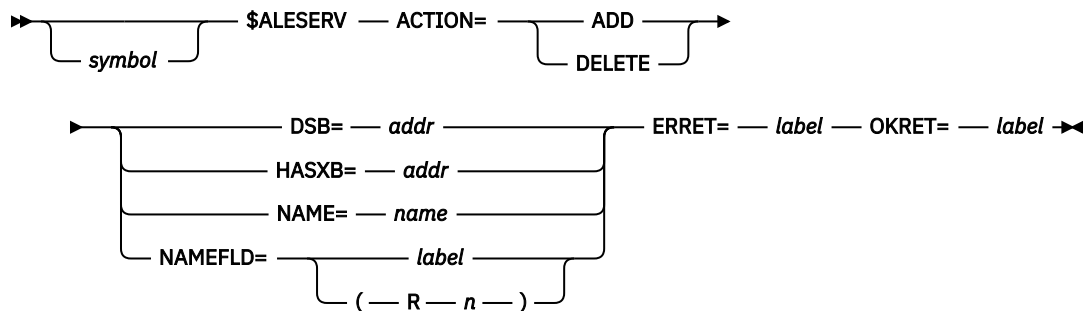 $ALESERV ACTION= ADD
symbol DELETE
DSB= addr ERRET= label OKRET= label
HASXB= addr
NAME= name
NAMEFLD= label
( R n )